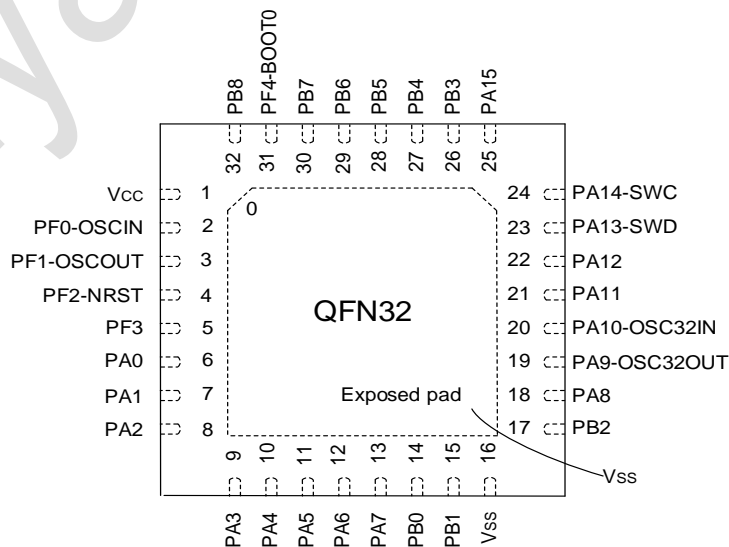 PB8 PF4-BOOT0 PB7 PB6 PB5 PB4 PB3 PA15
32 31 30 29 28 27 26 25
Vcc 1 24 PA14-SWC
0
PF0-OSCIN 2 23 PA13-SWD
PF1-OSCOUT 3 22 PA12
PF2-NRST 4 21 PA11
QFN32
PF3 5 20 PA10-OSC32IN
PA0 6 19 PA9-OSC32OUT
PA1 7 Exposed pad 18 PA8
PA2 8 17 PB2
9 10 11 12 13 14 15 16
Vss
PA3 PA4 PA5 PA6 PA7 PB0 PB1 Vss